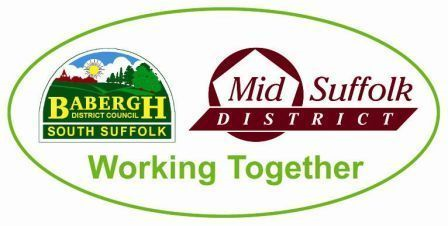 BABERGH
DISTRICT COUNCIL
SOUTH SUFFOLK
Mid Suffolk
DISTRICT
Working Together